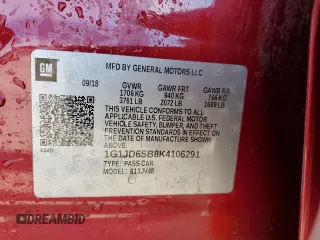 GM
MFD BY GENERAL MOTORS LLC
09/18
GVWR GAWR FRT GAWR RR
1706 KG 940 KG 766 KG
3761 LB 2072 LB 1689 LB
THIS VEHICLE CONFORMS TO ALL
APPLICABLE U.S. FEDERAL MOTOR
VEHICLE SAFETY, BUMPER, AND THEFT
PREVENTION STANDARDS IN EFFECT ON THE
DATE OF MANUFACTURE SHOWN ABOVE.
1G1JD6SB8K4106291
TYPE: PASS CAR
MODEL: 1JV48
DREAMBID